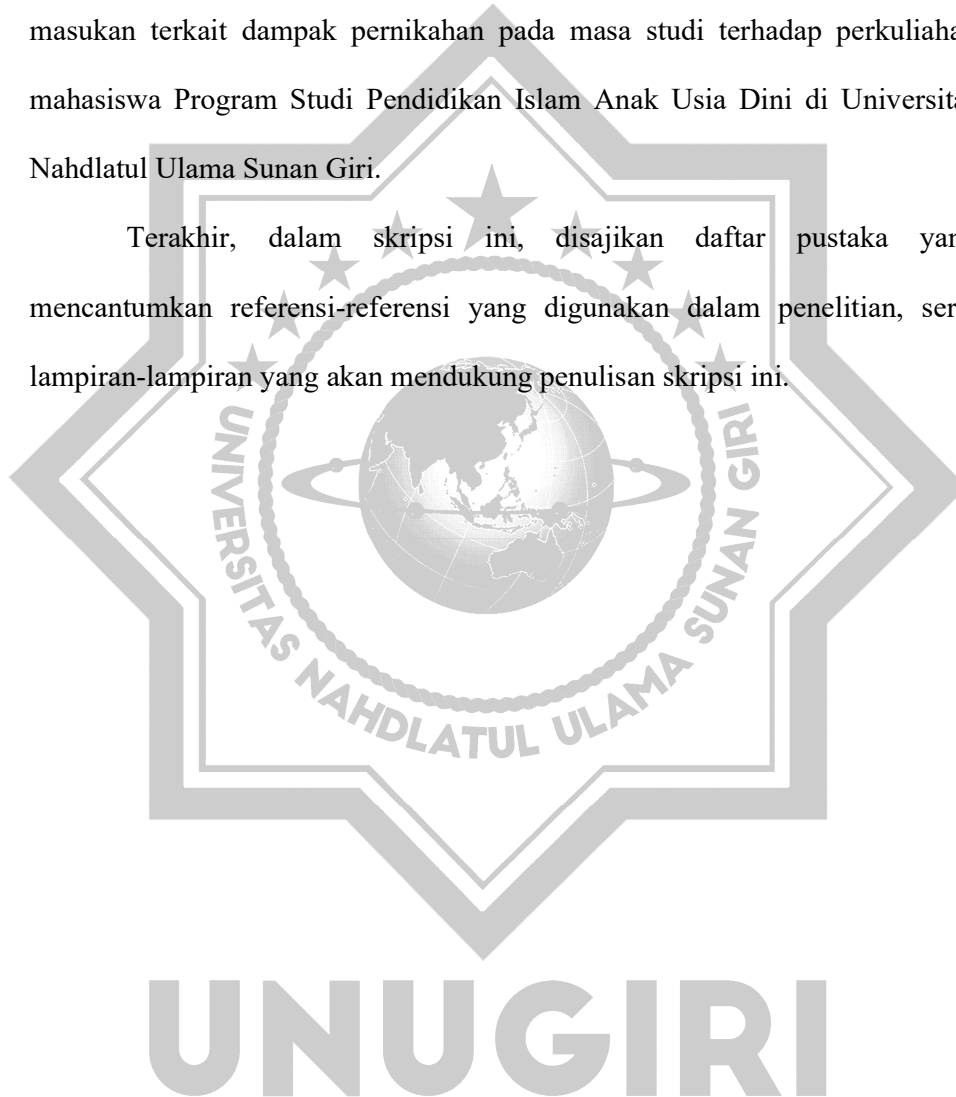 masukan terkait dampak pernikahan pada masa studi terhadap perkuliaha
mahasiswa Program Studi Pendidikan Islam Anak Usia Dini di Universita
Nahdlatul Ulama Sunan Giri.
Terakhir, dalam skripsi ini, disajikan daftar pustaka yan
mencantumkan referensi-referensi yang digunakan dalam penelitian, ser
lampiran-lampiran yang akan mendukung penulisan skripsi ini.
UNIVERSITAS NAHDLATUL ULAMA SUNAN GIRI
UNUGIRI